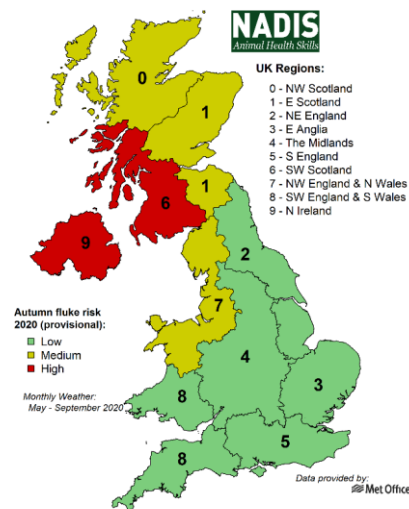 NADIS
Animal Health Skills
UK Regions:
0 - NW Scotland
1 - E Scotland
2 - NE England
3 - E Anglia
4 - The Midlands
5 - S England
6 - SW Scotland
7 - NW England & N Wales
8 - SW England & S Wales
9 - N Ireland
0
1
1
6
9
2
7
4
3
8
5
8
Autumn fluke risk
2020 (provisional):
Low
Medium
High
Monthly Weather:
May - September 2020
Data provided by:
Met Office